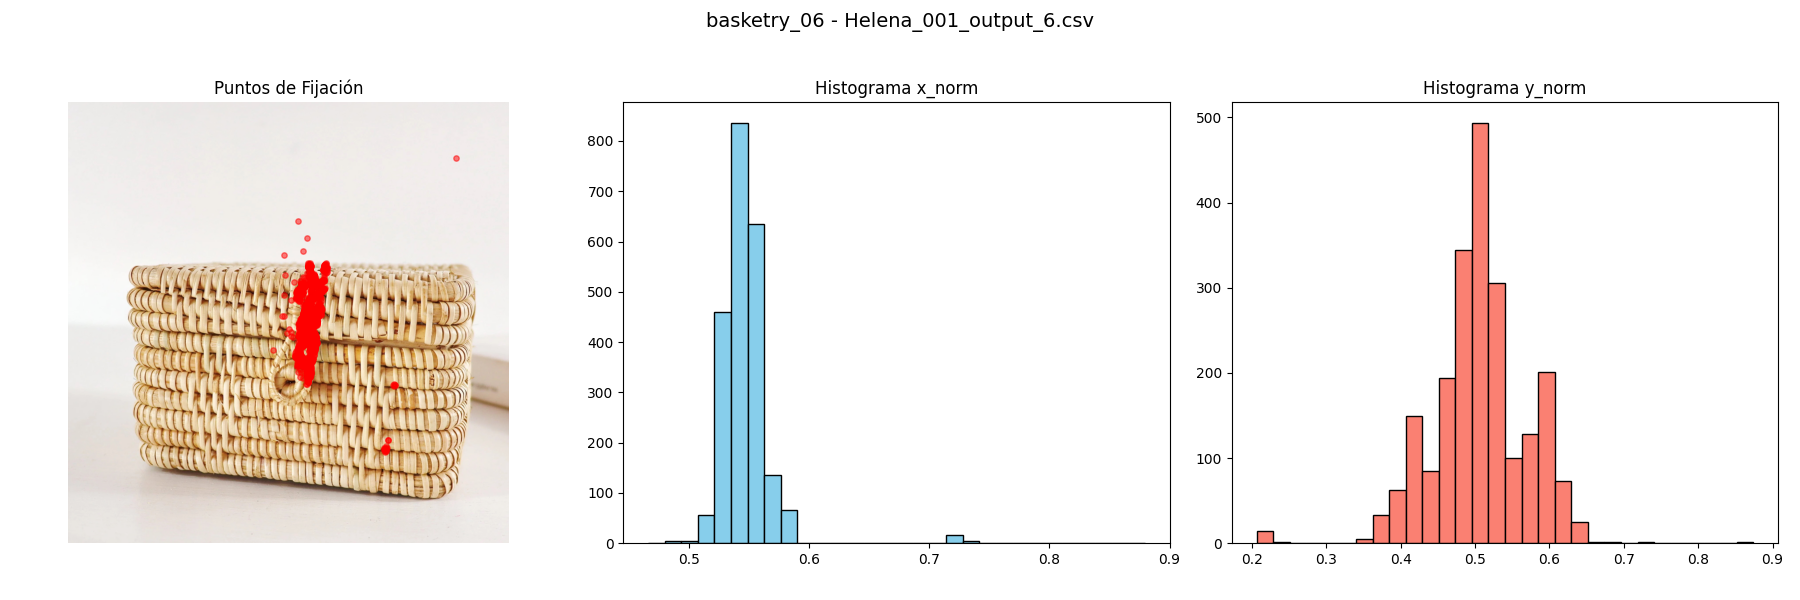 basketry_06 - Helena_001_output_6.csv
Puntos de Fijación
Histograma x_norm
800
700
600
500
400
300
200
100
0
0.5 0.6 0.7 0.8 0.9
Histograma y_norm
500
400
300
200
100
0
0.2 0.3 0.4 0.5 0.6 0.7 0.8 0.9